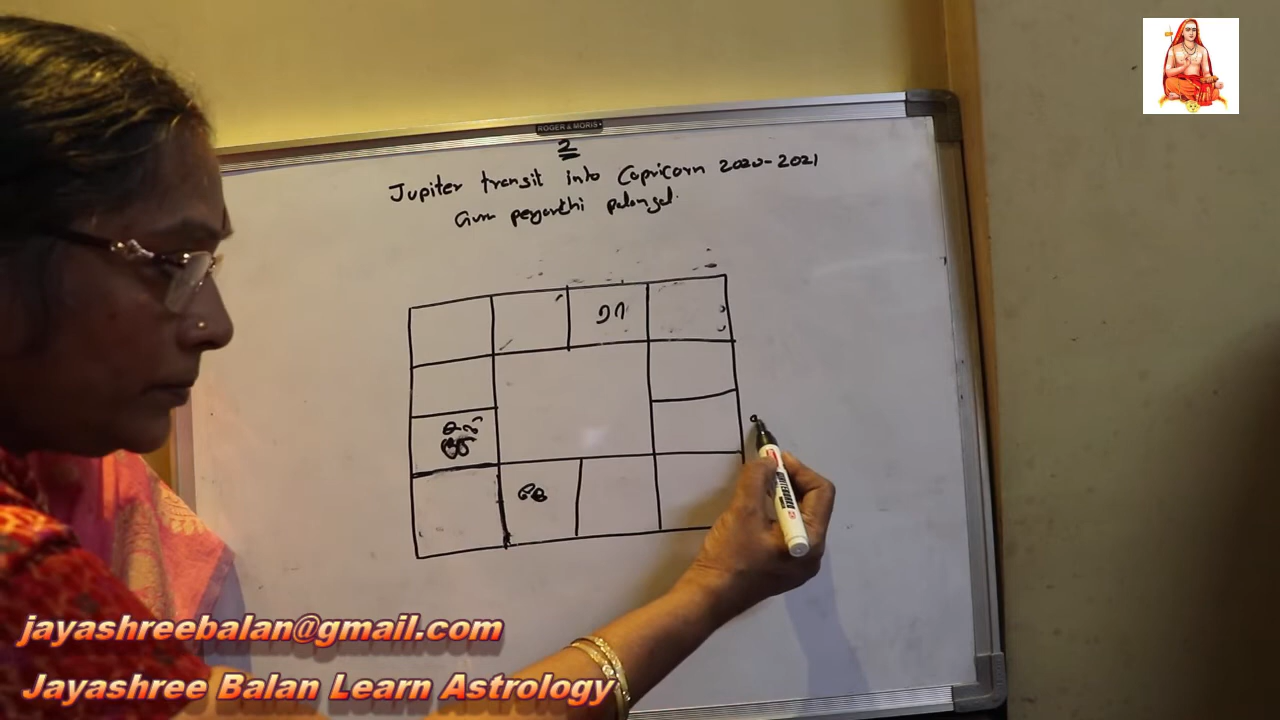 ROGER & MORIS
2
Jupiter transit into Capricorn 2020-2021
Guru peyarchi palangal.
ரா
கே
jayashreebalan@gmail.com
Jayashree Balan Learn Astrology